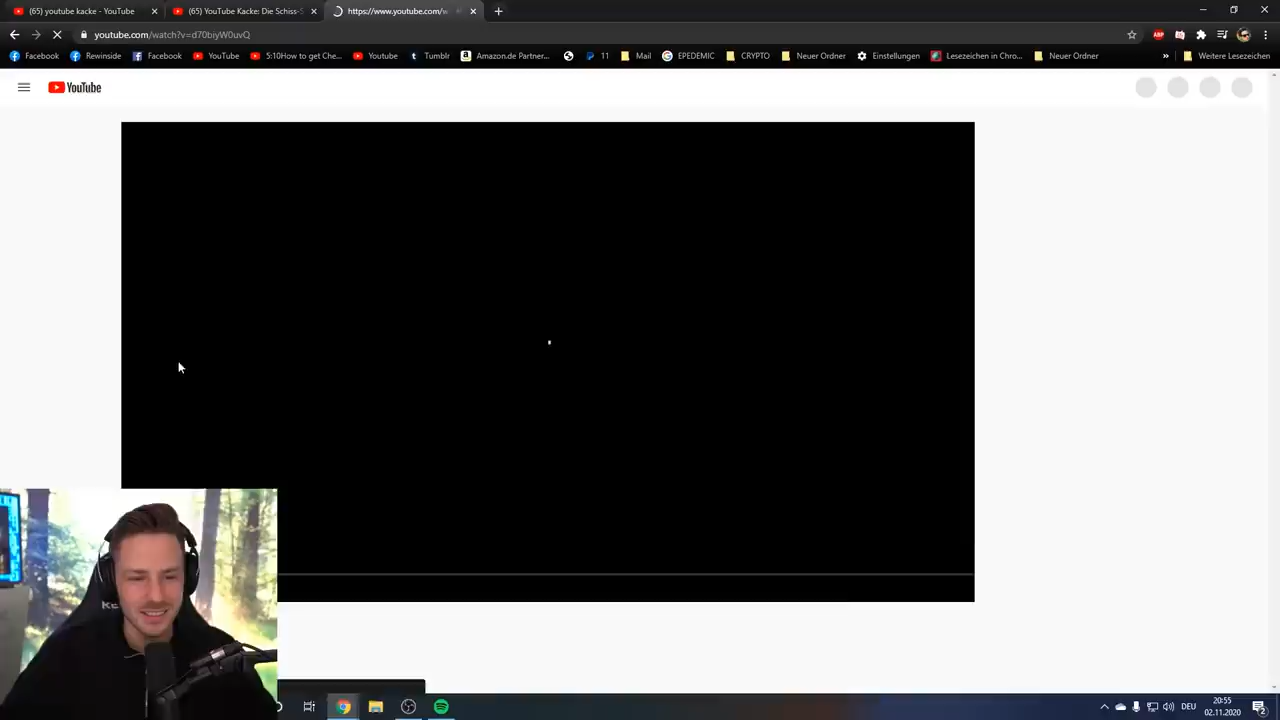 (65) youtube kacke - YouTube
(65) YouTube Kacke: Die Schiss-S
https://www.youtube.com/w
youtube.com/watch?v=d70biyW0uvQ
Facebook Rewinside Facebook YouTube 5:10How to get Che... Youtube Tumblr Amazon.de Partner... 11 Mail EPEDEMIC CRYPTO Neuer Ordner Einstellungen Lesezeichen in Chro... Neuer Ordner » Weitere Lesezeichen
YouTube
DEU
20:55
02.11.2020
2